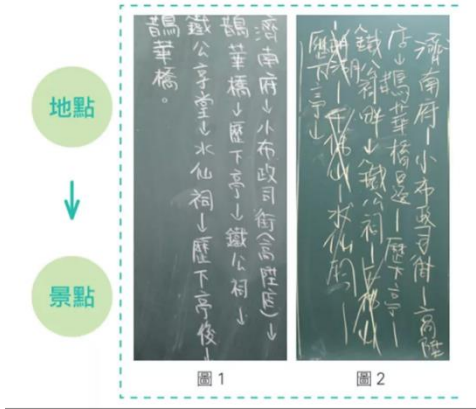 地點
↓
景點
濟南府↓小布政司街(高陞店)↓
鵲華橋↓歷下亭↓鐵公祠↓
鐵公享堂↓水仙祠↓歷下亭後↓
鵲華橋。
圖1
濟南府—小布政司街—高陞
店↓鵲華橋邊—歷下亭—
鐵公 ↓鐵公祠
水仙祠
歷下亭↓
圖2